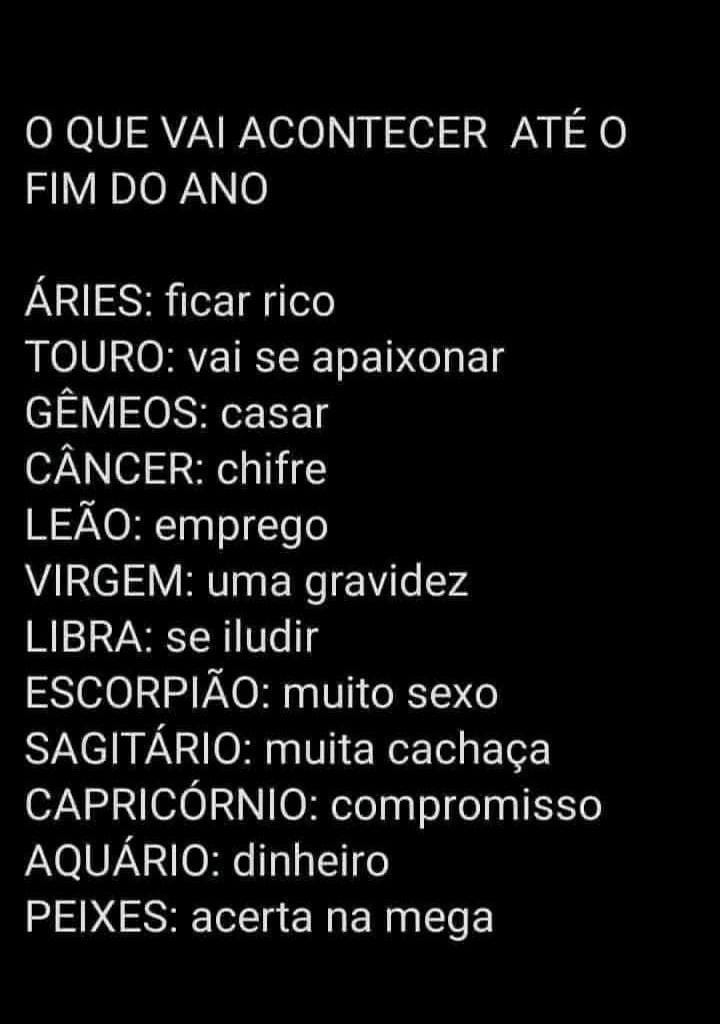 O QUE VAI ACONTECER ATÉ O
FIM DO ANO
ÁRIES: ficar rico
TOURO: vai se apaixonar
GÊMEOS: casar
CÂNCER: chifre
LEÃO: emprego
VIRGEM: uma gravidez
LIBRA: se iludir
ESCORPIÃO: muito sexo
SAGITÁRIO: muita cachaça
CAPRICÓRNIO: compromisso
AQUÁRIO: dinheiro
PEIXES: acerta na mega